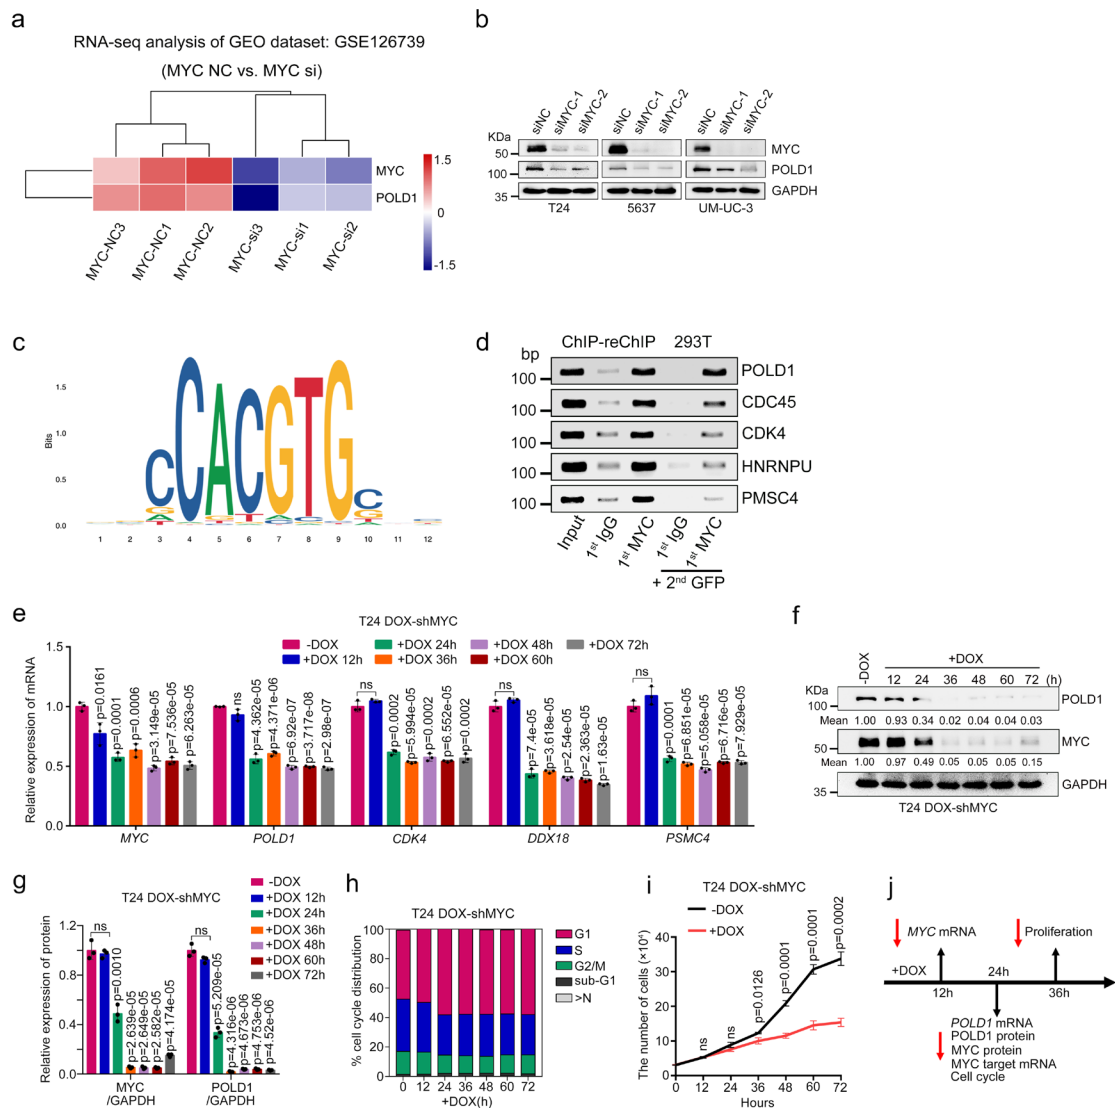 a
RNA-seq analysis of GEO dataset: GSE126739
(MYC NC vs. MYC si)
MYC
POLD1
MYC-NC3
MYC-NC1
MYC-NC2
MYC-si3
MYC-si1
MYC-si2
1.5
0
-1.5
b
siNC
siMYC-1
siMYC-2
siNC
siMYC-1
siMYC-2
siNC
siMYC-1
siMYC-2
KDa
50
100
35
MYC
POLD1
GAPDH
T24
5637
UM-UC-3
c
Bits
1.5
1.0
0.5
0.0
CCACGTGC
1 2 3 4 5 6 7 8 9 10 11 12
d
ChIP-reChIP 293T
bp
100 POLD1
100 CDC45
100 CDK4
100 HNRNPU
100 PMSC4
Input
1st IgG
1st MYC
1st IgG
1st MYC
+ 2nd GFP
e
T24 DOX-shMYC
-DOX
+DOX 12h
+DOX 24h
+DOX 36h
+DOX 48h
+DOX 60h
+DOX 72h
Relative expression of mRNA
1.5
1.0
0.5
0.0
p=0.0161
p=0.0001
p=0.0006
p=3.149e-05
p=7.536e-05
p=6.263e-05
ns
p=4.362e-05
p=4.371e-06
p=6.92e-07
p=3.717e-08
p=2.98e-07
ns
p=0.0002
p=5.994e-05
p=0.0002
p=6.552e-05
p=0.0002
ns
p=7.4e-05
p=3.618e-05
p=2.54e-05
p=2.363e-05
p=1.63e-05
ns
p=0.0001
p=6.851e-05
p=5.058e-05
p=6.716e-05
p=7.929e-05
MYC
POLD1
CDK4
DDX18
PSMC4
f
-DOX
+DOX
12 24 36 48 60 72 (h)
KDa
100
POLD1
Mean 1.00 0.93 0.34 0.02 0.04 0.04 0.03
50
MYC
Mean 1.00 0.97 0.49 0.05 0.05 0.05 0.15
35
GAPDH
T24 DOX-shMYC
g
T24 DOX-shMYC
-DOX
+DOX 12h
+DOX 24h
+DOX 36h
+DOX 48h
+DOX 60h
+DOX 72h
Relative expression of protein
1.2
0.8
0.4
0.0
ns
p=0.0010
p=2.639e-05
p=2.649e-05
p=2.582e-05
p=4.174e-05
ns
p=5.209e-05
p=4.316e-06
p=4.673e-06
p=4.753e-06
p=4.52e-06
MYC
/GAPDH
POLD1
/GAPDH
h
T24 DOX-shMYC
% cell cycle distribution
100
80
60
40
20
0
0 12 24 36 48 60 72
+DOX(h)
G1
S
G2/M
sub-G1
>N
i
T24 DOX-shMYC
-DOX
+DOX
The number of cells (×10⁴)
40
30
20
10
0
ns
ns
p=0.0126
p=0.0001
p=0.0001
p=0.0002
0 12 24 36 48 60 72
Hours
j
MYC mRNA
Proliferation
+DOX
24h
12h
36h
POLD1 mRNA
POLD1 protein
MYC protein
MYC target mRNA
Cell cycle